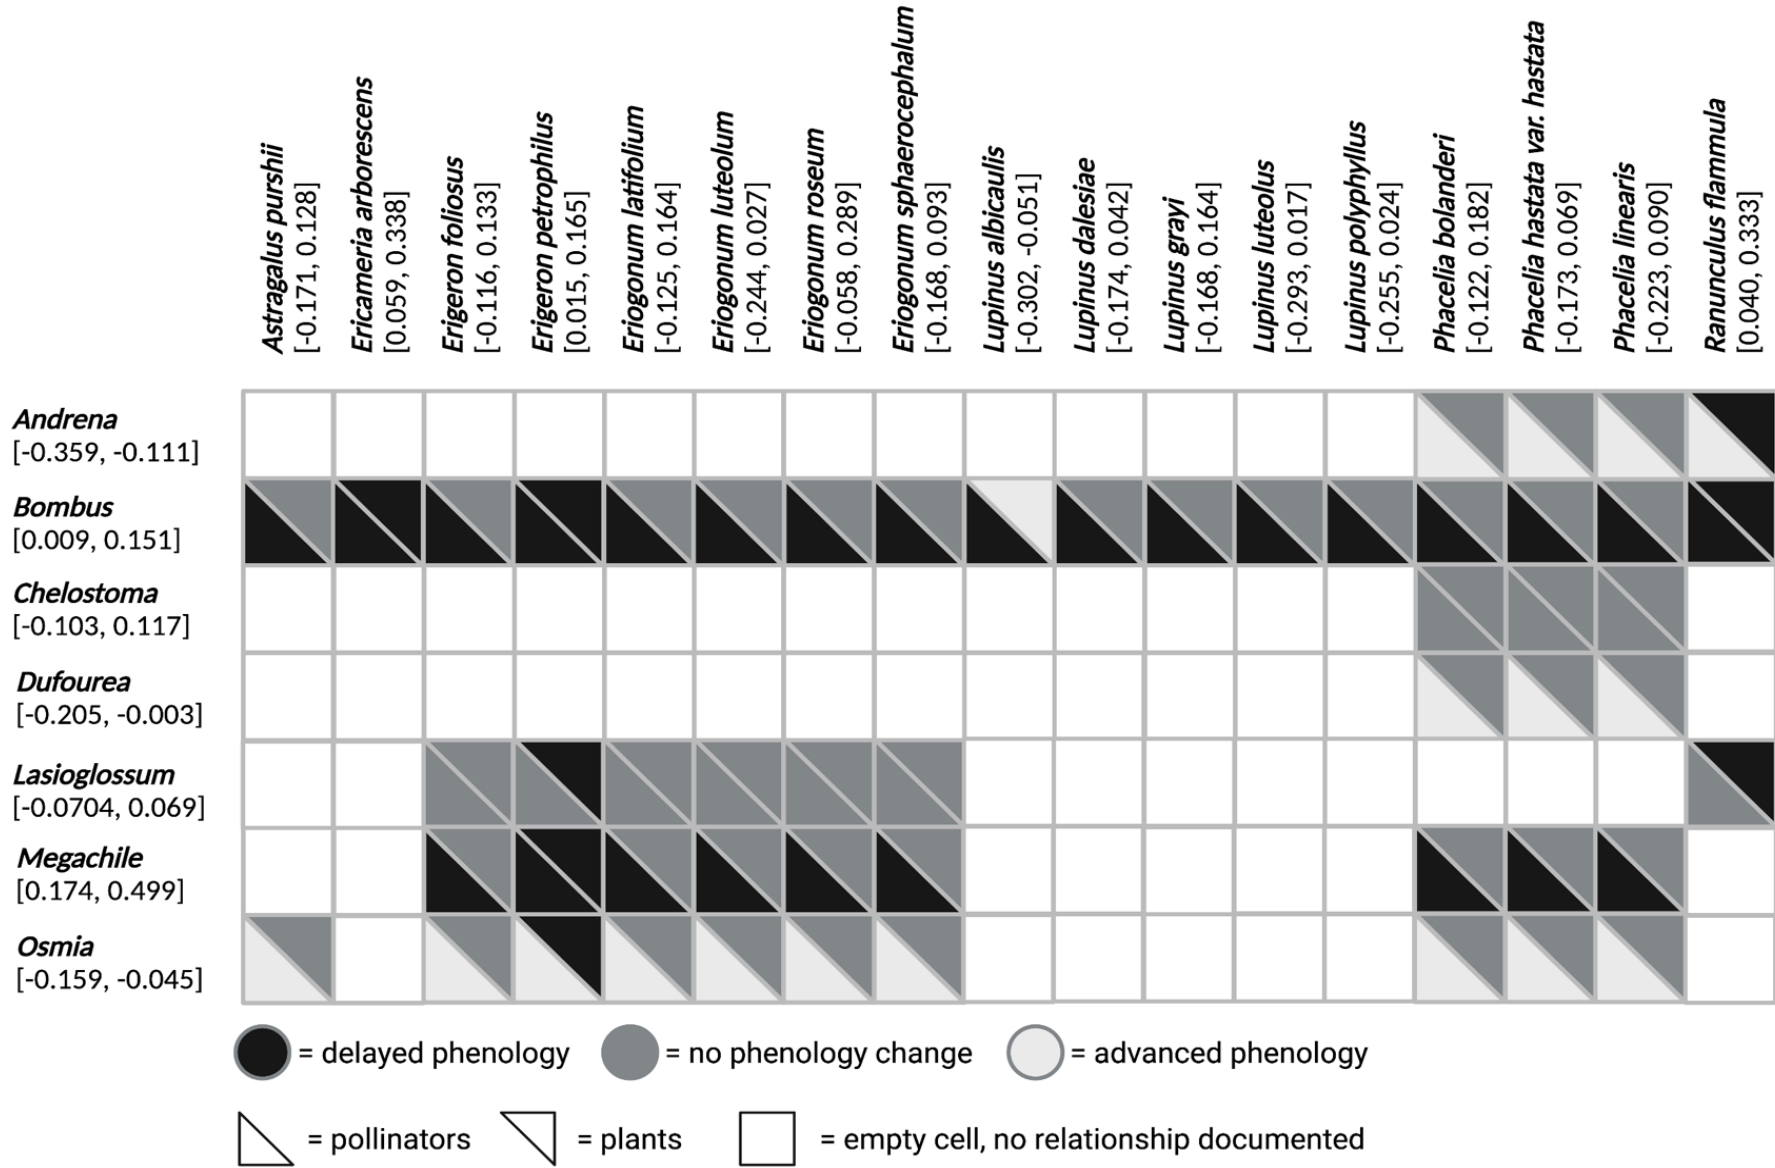 Astragalus purshii
[-0.171, 0.128]
Ericameria arborescens
[0.059, 0.338]
Erigeron foliosus
[-0.116, 0.133]
Erigeron petrophilus
[0.015, 0.165]
Eriogonum latifolium
[-0.125, 0.164]
Eriogonum luteolum
[-0.244, 0.027]
Eriogonum roseum
[-0.058, 0.289]
Eriogonum sphaerocephalum
[-0.168, 0.093]
Lupinus albicaulis
[-0.302, -0.051]
Lupinus dalesiae
[-0.174, 0.042]
Lupinus grayi
[-0.168, 0.164]
Lupinus luteolus
[-0.293, 0.017]
Lupinus polyphyllus
[-0.255, 0.024]
Phacelia bolanderi
[-0.122, 0.182]
Phacelia hastata var. hastata
[-0.173, 0.069]
Phacelia linearis
[-0.223, 0.090]
Ranunculus flammula
[0.040, 0.333]
Andrena
[-0.359, -0.111]
Bombus
[0.009, 0.151]
Chelostoma
[-0.103, 0.117]
Dufourea
[-0.205, -0.003]
Lasioglossum
[-0.0704, 0.069]
Megachile
[0.174, 0.499]
Osmia
[-0.159, -0.045]
= delayed phenology = no phenology change = advanced phenology
= pollinators = plants = empty cell, no relationship documented